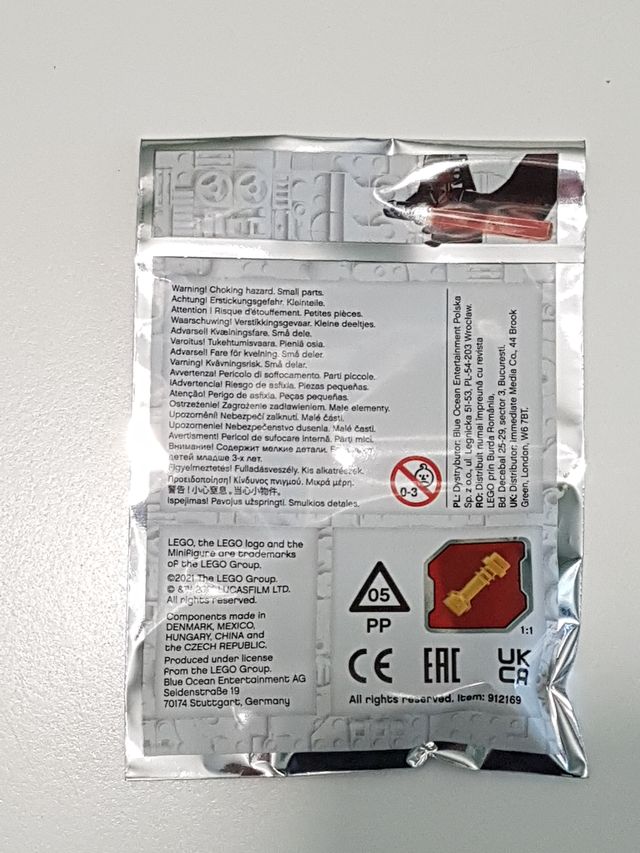 Warning! Choking hazard. Small parts.
Achtung! Erstickungsgefahr. Kleinteile.
Attention ! Risque d'étouffement. Petites pièces.
Waarschuwing! Verstikkingsgevaar. Kleine deeltjes.
Advarsel! Kvælningsfare. Små dele.
Varoitus! Tukehtumisvaara. Pieniä osia.
Advarsel! Fare for kvelning. Små deler.
Varning! Kvävningsrisk. Små delar.
Avvertenza! Pericolo di soffocamento. Parti piccole.
¡Advertencia! Riesgo de asfixia. Piezas pequeñas.
Atenção! Perigo de asfixia. Peças pequenas.
Ostrzeżenie! Zagrożenie zadławieniem. Małe elementy.
Upozornění! Nebezpečí zalknutí. Malé části.
Upozornenie! Nebezpečenstvo dusenia. Malé časti.
Avertisment! Pericol de sufocare internă. Părți mici.
Внимание! Содержит мелкие детали.
детей младше 3-х лет.
Figyelmeztetés! Fulladásveszély. Kis alkatrészek.
Προειδοποίηση! Κίνδυνος πνιγμού. Μικρά μέρη.
警告！小心窒息。当心小物件。
Įspėjimas! Pavojus užspringti. Smulkios detalės.
0-3
PL: Dystrybutor: Blue Ocean Entertainment Polska
Sp. z o.o., ul. Legnicka 51-53, PL-54-203 Wrocław.
RO: Distribuit numai împreună cu revista
LEGO prin Burda România,
Bd. Decebal 25-29, sector 3, București.
UK: Distributor: Immediate Media Co., 44 Brook
Green, London, W6 7BT.
LEGO, the LEGO logo and the
Minifigure are trademarks
of the LEGO Group.
©2021 The LEGO Group.
© & ™ LUCASFILM LTD.
All rights reserved.
Components made in
DENMARK, MEXICO,
HUNGARY, CHINA and
the CZECH REPUBLIC.
Produced under license
from the LEGO Group.
Blue Ocean Entertainment AG
Seidenstraße 19
70174 Stuttgart, Germany
05
PP
1:1
CE EAC UK
CA
All rights reserved. Item: 912169